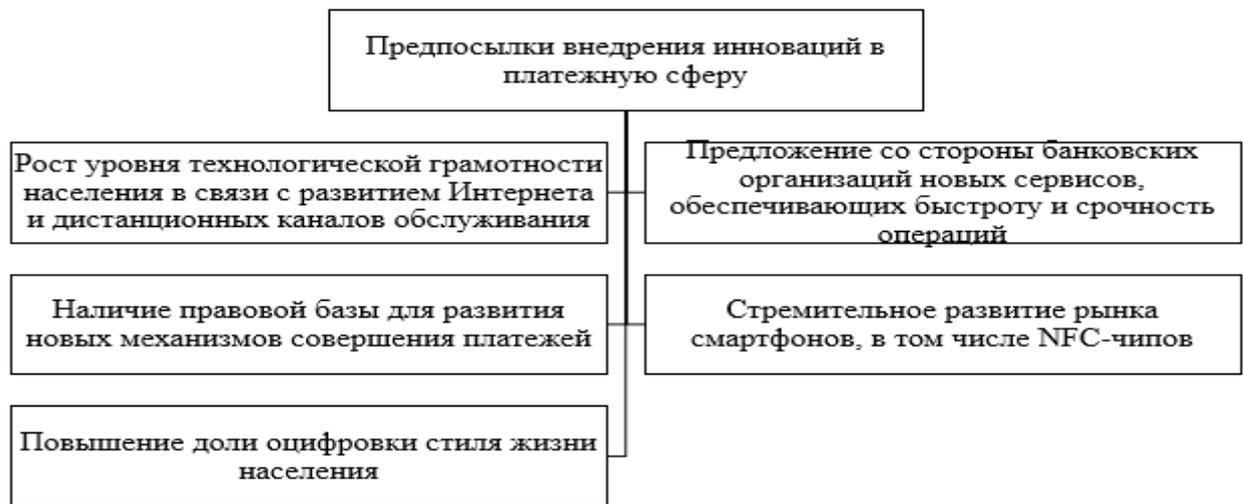 Предпосылки внедрения инноваций в
платежную сферу
Рост уровня технологической грамотности
населения в связи с развитием Интернета
и дистанционных каналов обслуживания
Предложение со стороны банковских
организаций новых сервисов,
обеспечивающих быстроту и срочность
операций
Наличие правовой базы для развития
новых механизмов совершения платежей
Стремительное развитие рынка
смартфонов, в том числе NFC-чипов
Повышение доли оцифровки стиля жизни
населения